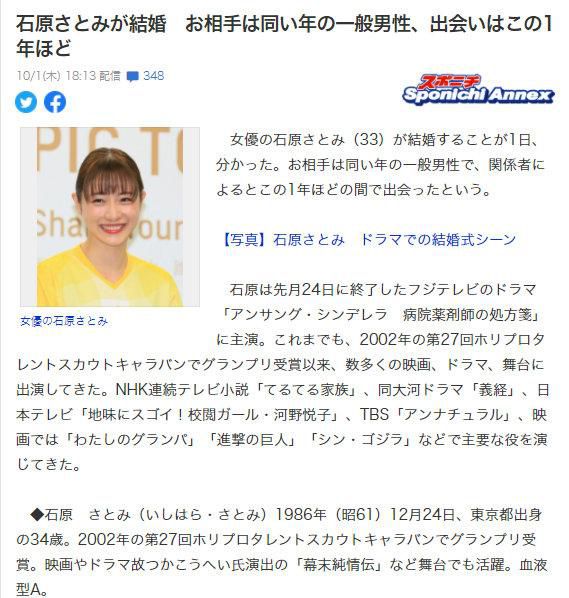 石原さとみが結婚　お相手は同い年の一般男性、出会いはこの1
年ほど
10/1(木) 18:13 配信 348
スポニチ
Sponichi Annex
PIC TO
Sha
our
女優の石原さとみ
女優の石原さとみ（33）が結婚することが1日、
分かった。お相手は同い年の一般男性で、関係者に
よるとこの1年ほどの間で出会ったという。
【写真】石原さとみ　ドラマでの結婚式シーン
石原は先月24日に終了したフジテレビのドラマ
「アンサング・シンデレラ　病院薬剤師の処方箋」
に主演。これまでも、2002年の第27回ホリプロタ
レントスカウトキャラバンでグランプリ受賞以来、数多くの映画、ドラマ、舞台に
出演してきた。NHK連続テレビ小説「てるてる家族」、同大河ドラマ「義経」、日
本テレビ「地味にスゴイ！校閲ガール・河野悦子」、TBS「アンナチュラル」、映
画では「わたしのグランパ」「進撃の巨人」「シン・ゴジラ」などで主要な役を演
じてきた。
◆石原　さとみ（いしはら・さとみ）1986年（昭61）12月24日、東京都出身
の34歳。2002年の第27回ホリプロタレントスカウトキャラバンでグランプリ受
賞。映画やドラマ故つかこうへい氏演出の「幕末純情伝」など舞台でも活躍。血液
型A。